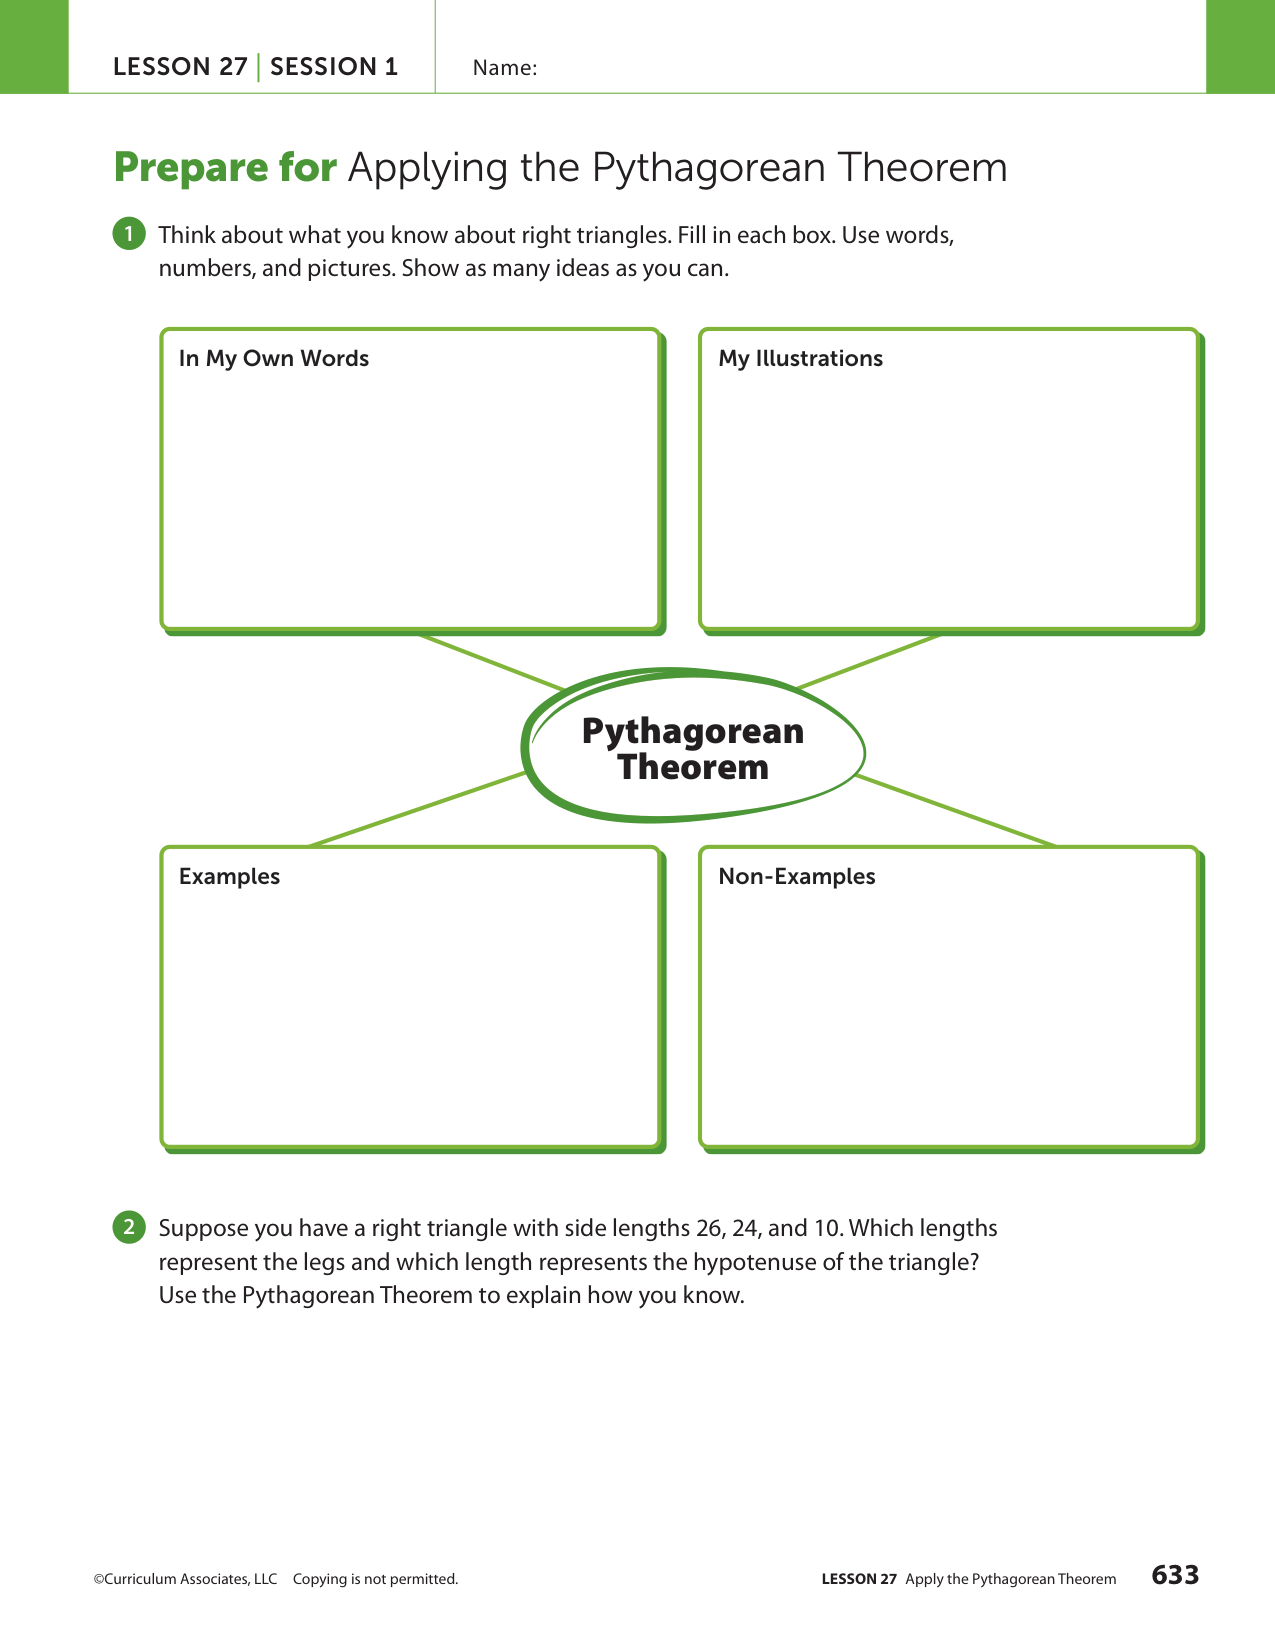 LESSON 27 | SESSION 1
Name:
Prepare for Applying the Pythagorean Theorem
1 Think about what you know about right triangles. Fill in each box. Use words,
numbers, and pictures. Show as many ideas as you can.
In My Own Words
My Illustrations
Pythagorean
Theorem
Examples
Non-Examples
2 Suppose you have a right triangle with side lengths 26, 24, and 10. Which lengths
represent the legs and which length represents the hypotenuse of the triangle?
Use the Pythagorean Theorem to explain how you know.
©Curriculum Associates, LLC Copying is not permitted.
LESSON 27 Apply the Pythagorean Theorem 633